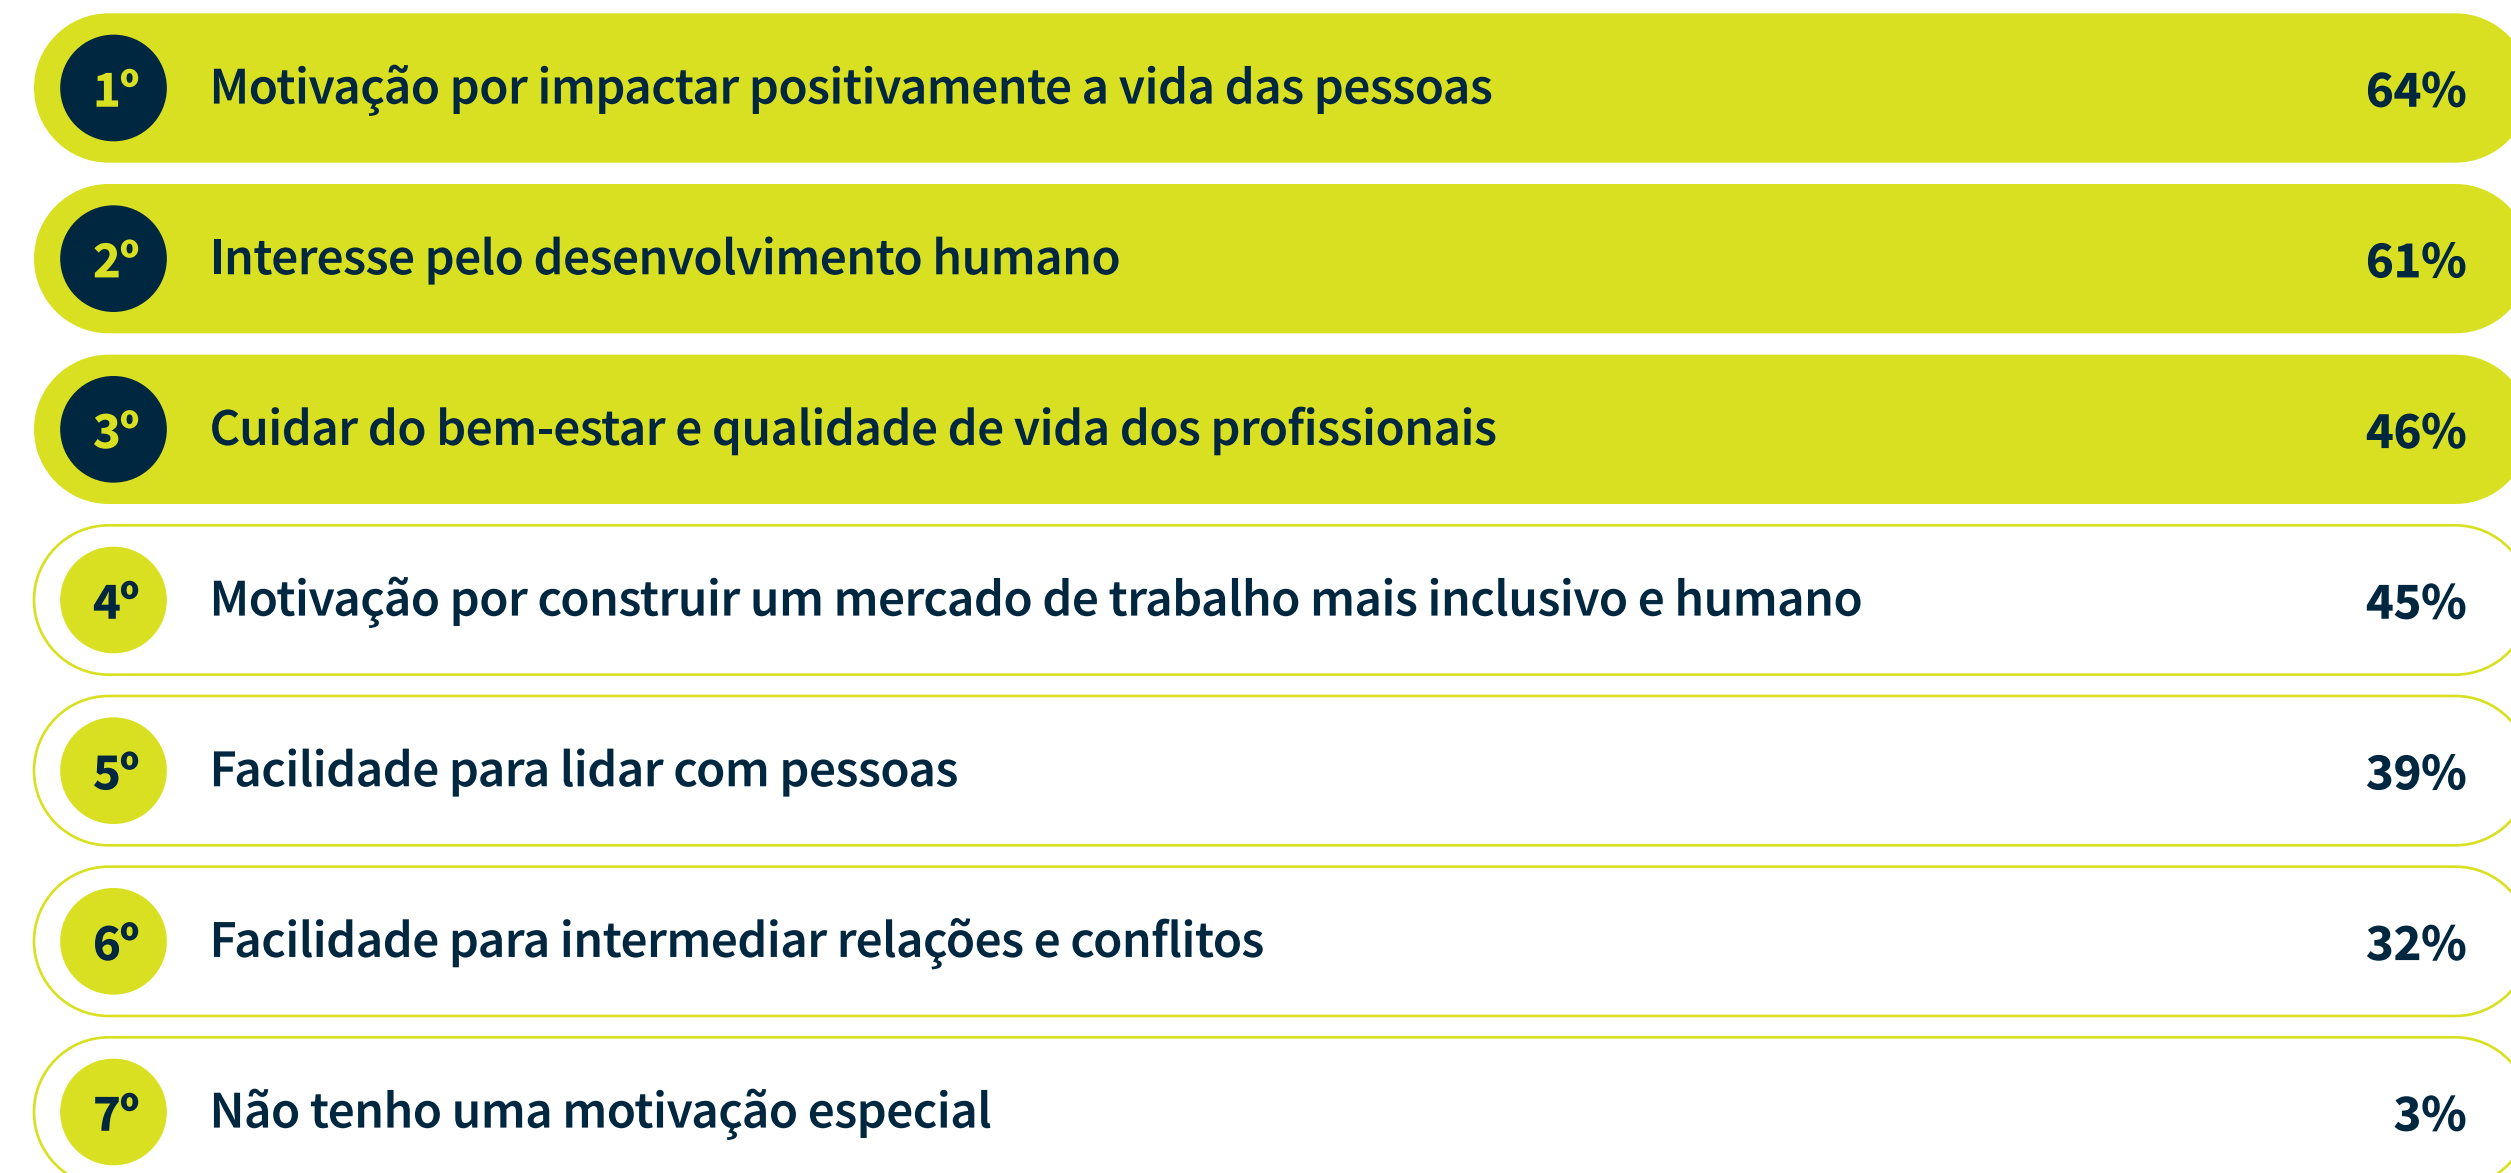 1º Motivação por impactar positivamente a vida das pessoas 64%
2º Interesse pelo desenvolvimento humano 61%
3º Cuidar do bem-estar e qualidade de vida dos profissionais 46%
4º Motivação por construir um mercado de trabalho mais inclusivo e humano 45%
5º Facilidade para lidar com pessoas 39%
6º Facilidade para intermediar relações e conflitos 32%
7º Não tenho uma motivação especial 3%